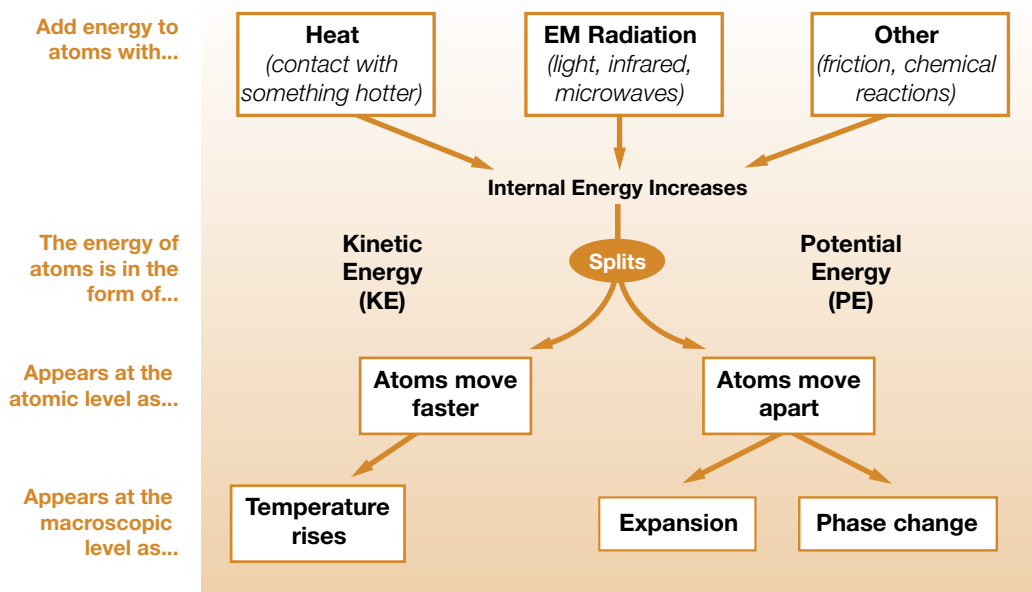 Add energy to
atoms with...
Heat
(contact with
something hotter)
EM Radiation
(light, infrared,
microwaves)
Other
(friction, chemical
reactions)
Internal Energy Increases
The energy of
atoms is in the
form of...
Kinetic
Energy
(KE)
Splits
Potential
Energy
(PE)
Appears at the
atomic level as...
Atoms move
faster
Atoms move
apart
Appears at the
macroscopic
level as...
Temperature
rises
Expansion
Phase change